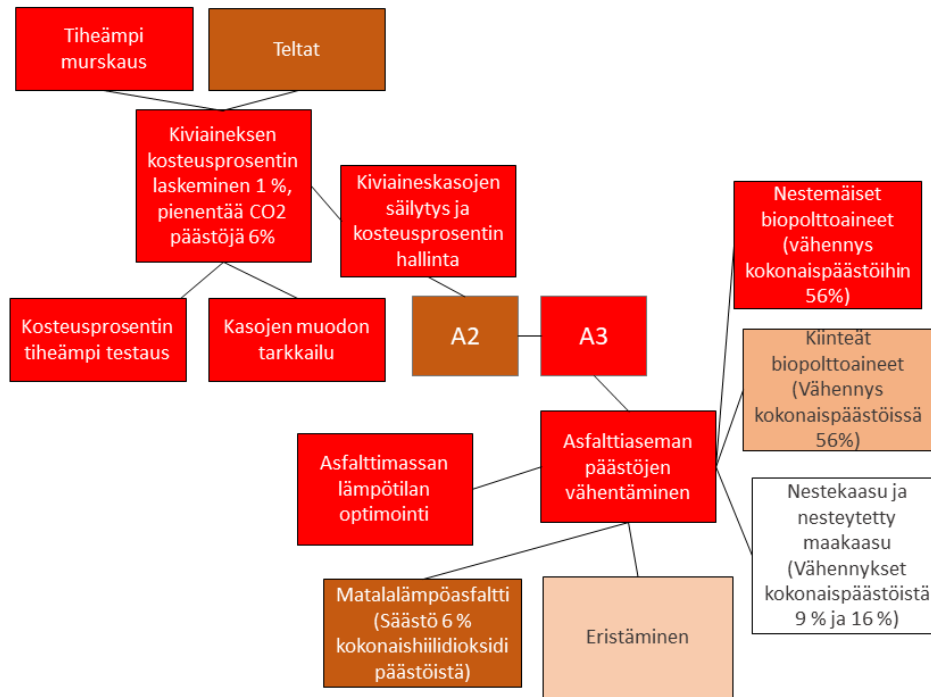 Tiheämpi
murskaus
Teltat
Kiviaineksen
kosteusprosentin
laskeminen 1 %,
pienentää CO2
päästöjä 6%
Kiviaineskasojen
säilytys ja
kosteusprosentin
hallinta
Nestemäiset
biopolttoaineet
(vähennys
kokonaispäästöihin
56%)
Kosteusprosentin
tiheämpi testaus
Kasojen muodon
tarkkailu
A2
A3
Kiinteät
biopolttoaineet
(Vähennys
kokonaispäästöissä
56%)
Asfalttimassan
lämpötilan
optimointi
Asfalttiaseman
päästöjen
vähentäminen
Nestekaasu ja
nesteytetty
maakaasu
(Vähennykset
kokonaispäästöistä
9 % ja 16 %)
Matalalämpöasfaltti
(Säästö 6 %
kokonaishiilidioksidi
päästöistä)
Eristäminen